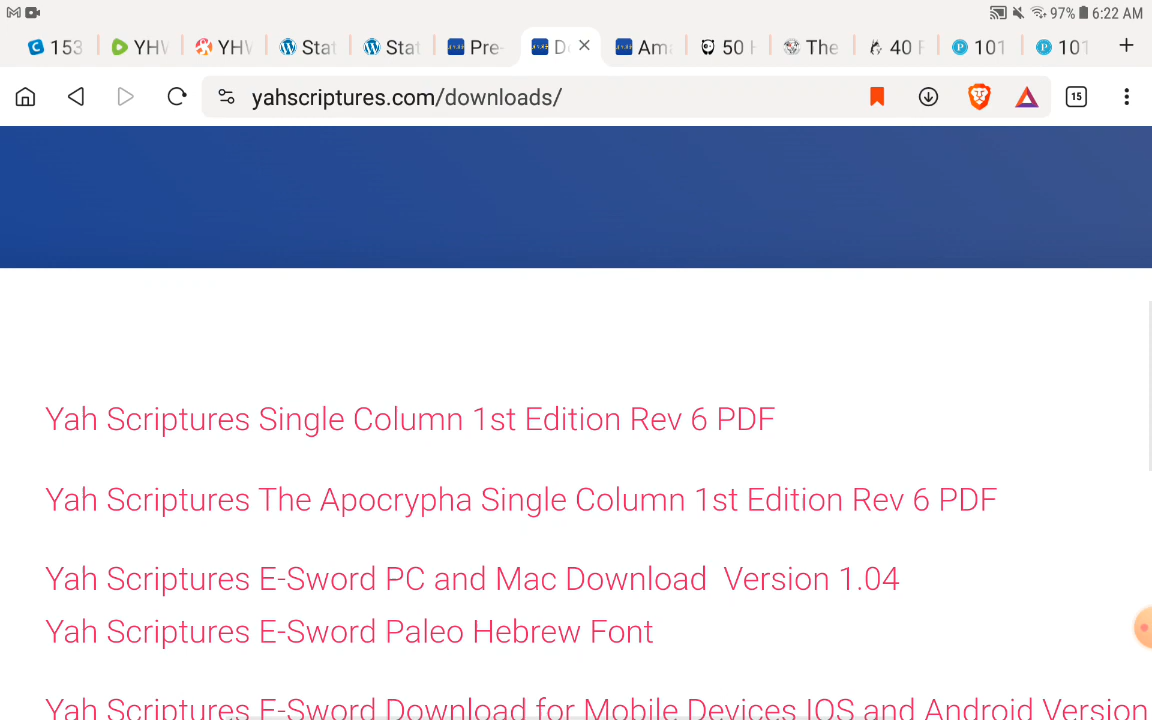 97% 6:22 AM
153 YHV YHV Stat Stat Pre- D Am 50 The 40 F 101 101
yahscriptures.com/downloads/ 15
Yah Scriptures Single Column 1st Edition Rev 6 PDF
Yah Scriptures The Apocrypha Single Column 1st Edition Rev 6 PDF
Yah Scriptures E-Sword PC and Mac Download Version 1.04
Yah Scriptures E-Sword Paleo Hebrew Font
Yah Scriptures E-Sword Download for Mobile Devices IOS and Android Version